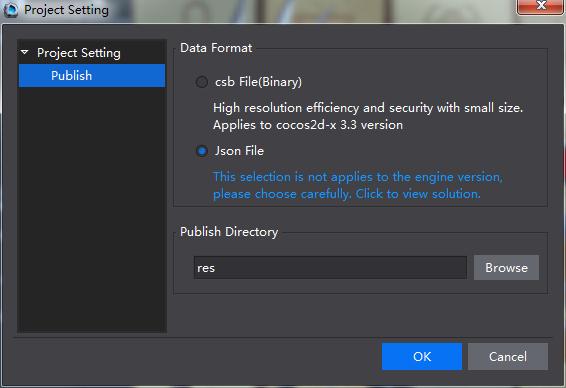 Project Setting
Project Setting
Publish
Data Format
csb File(Binary)
High resolution efficiency and security with small size.
Applies to cocos2d-x 3.3 version
Json File
This selection is not applies to the engine version,
please choose carefully. Click to view solution.
Publish Directory
res
Browse
OK
Cancel